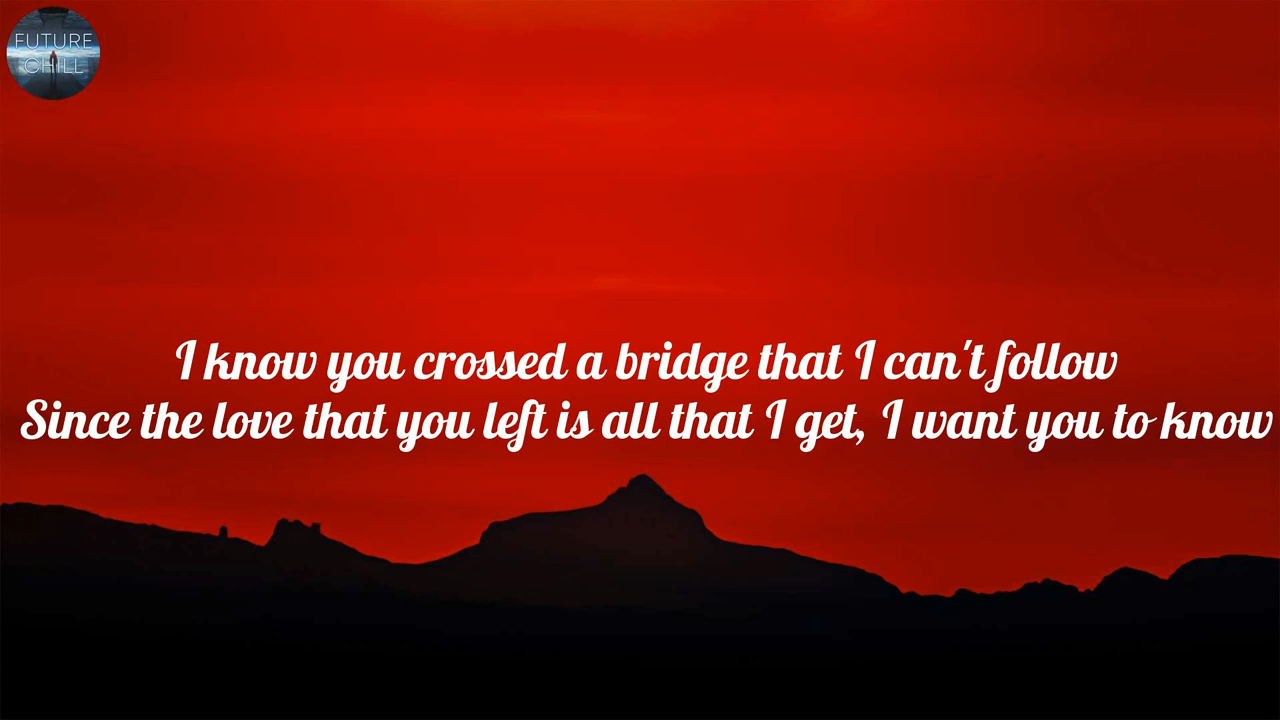 FUTURE
CHILL
I know you crossed a bridge that I can't follow
Since the love that you left is all that I get, I want you to know